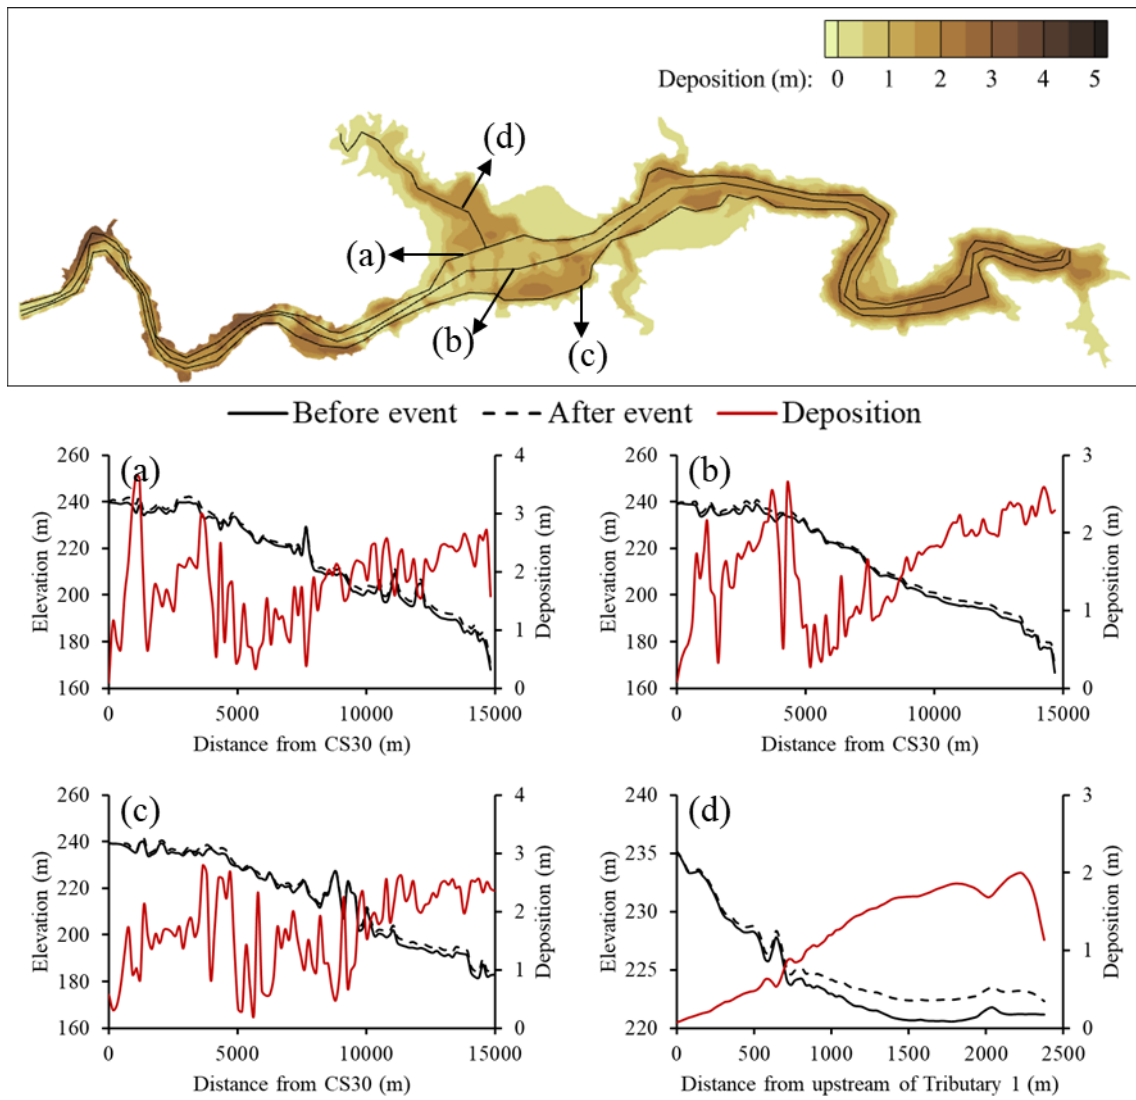 Deposition (m): 0 1 2 3 4 5
(d)
(a)
(b)
(c)
Before event After event Deposition
(a)
260
240
220
200
180
160
Elevation (m)
4
3
2
1
0
Deposition (m)
0 5000 10000 15000
Distance from CS30 (m)
(b)
260
240
220
200
180
160
Elevation (m)
3
2
1
0
Deposition (m)
0 5000 10000 15000
Distance from CS30 (m)
(c)
260
240
220
200
180
160
Elevation (m)
4
3
2
1
0
Deposition (m)
0 5000 10000 15000
Distance from CS30 (m)
(d)
240
235
230
225
220
Elevation (m)
3
2
1
0
Deposition (m)
0 500 1000 1500 2000 2500
Distance from upstream of Tributary 1 (m)